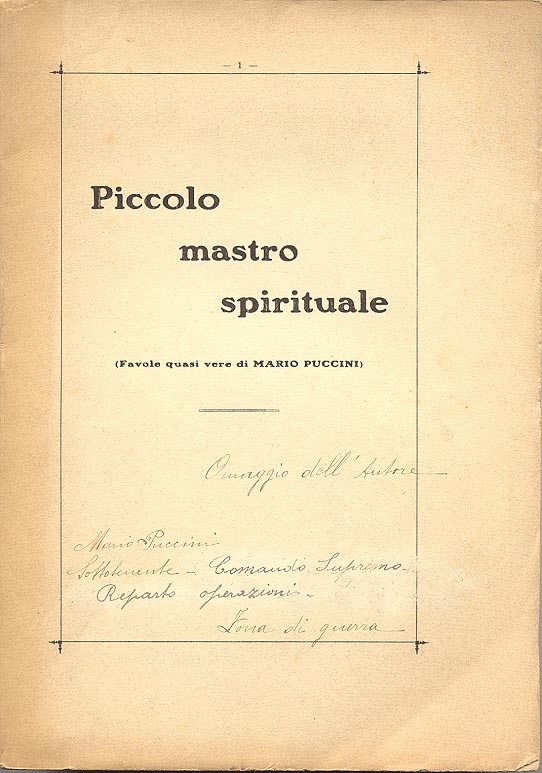 — 1 —
Piccolo
mastro
spirituale
(Favole quasi vere di MARIO PUCCINI)
Omaggio dell'Autore —
Mario Puccini
Sottotenente – Comando Supremo –
Reparto operazioni –
Zona di guerra —